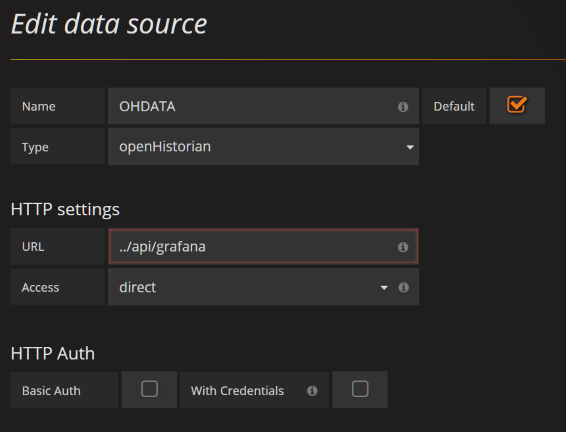 Edit data source
Name OHDATA Default
Type openHistorian
HTTP settings
URL ../api/grafana
Access direct
HTTP Auth
Basic Auth With Credentials